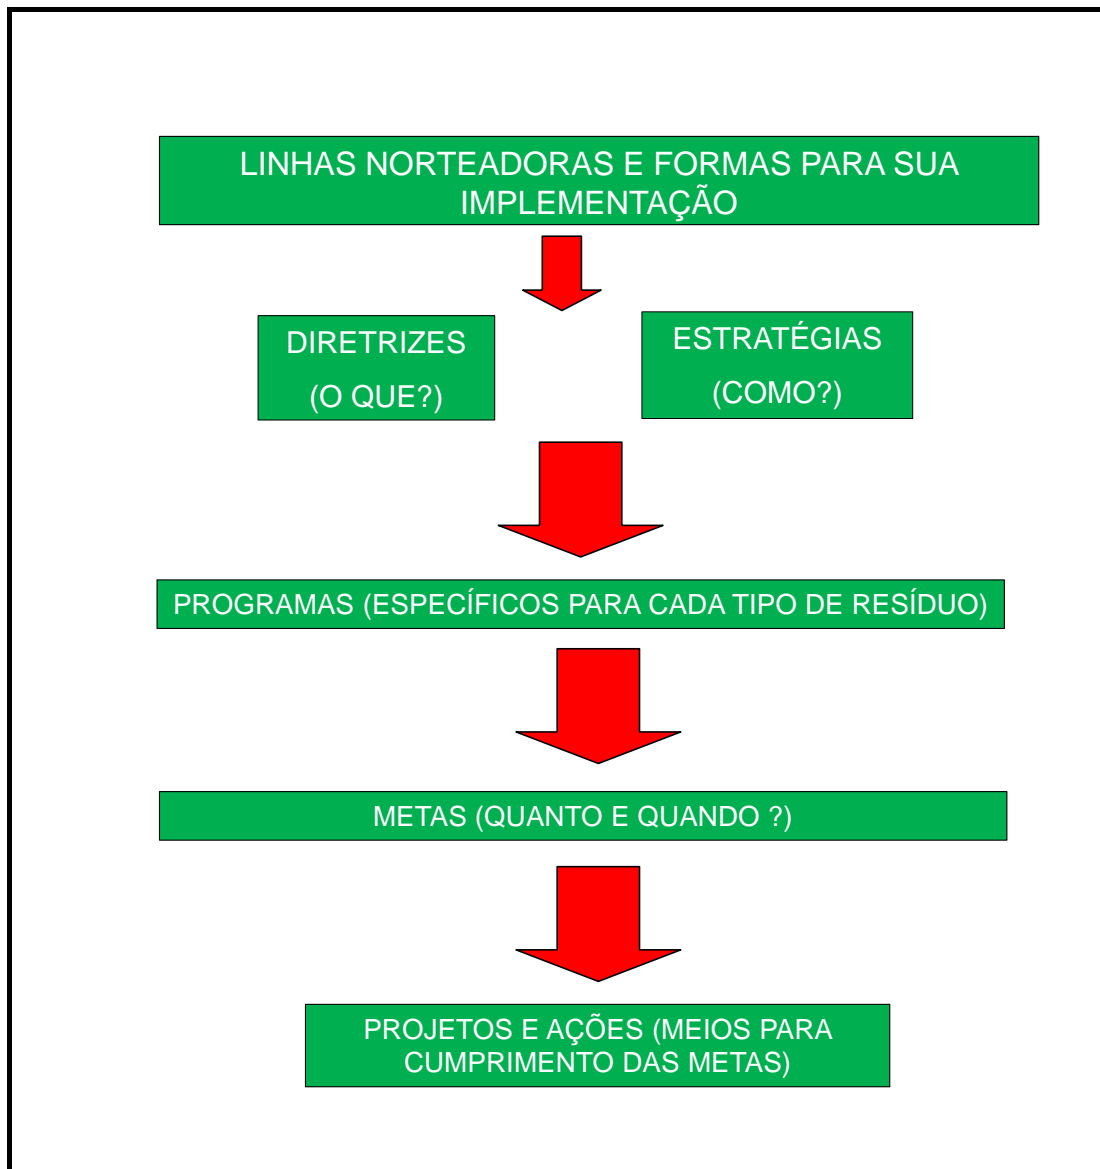 LINHAS NORTEADORAS E FORMAS PARA SUA
IMPLEMENTAÇÃO
DIRETRIZES
(O QUE?)
ESTRATÉGIAS
(COMO?)
PROGRAMAS (ESPECÍFICOS PARA CADA TIPO DE RESÍDUO)
METAS (QUANTO E QUANDO ?)
PROJETOS E AÇÕES (MEIOS PARA
CUMPRIMENTO DAS METAS)